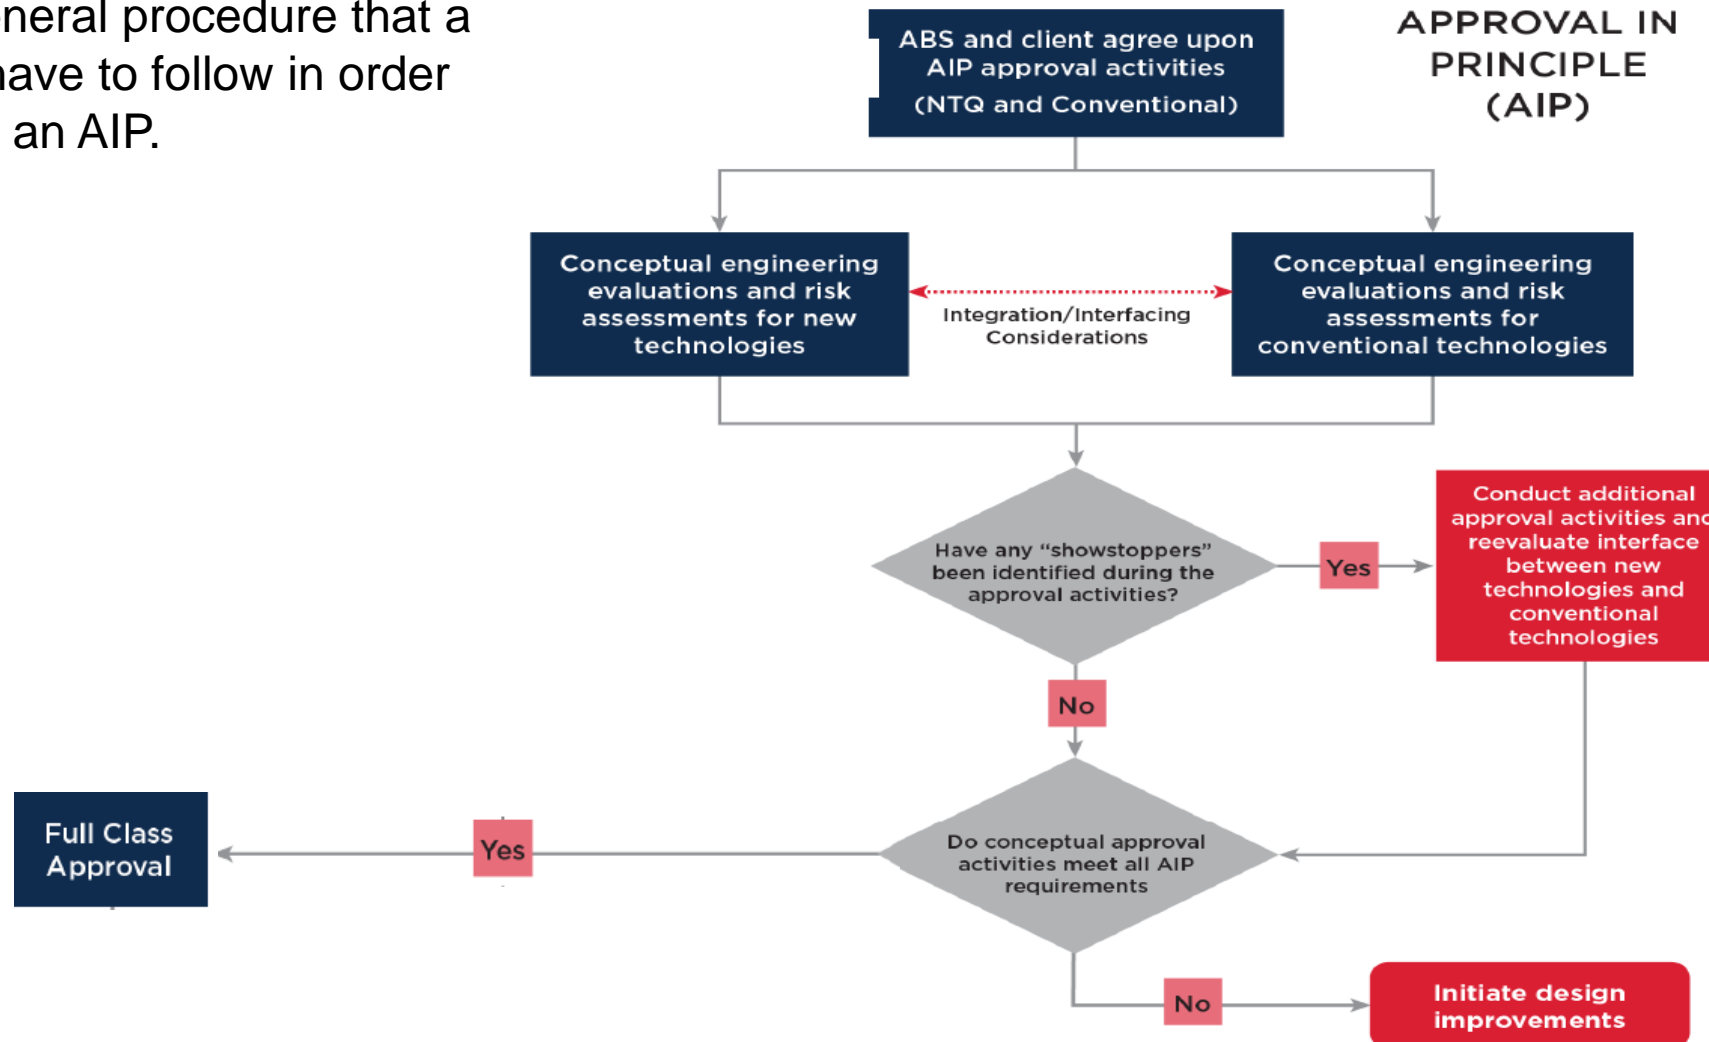 neral procedure that a
have to follow in order
an AIP.
APPROVAL IN
PRINCIPLE
(AIP)
ABS and client agree upon
AIP approval activities
(NTQ and Conventional)
Conceptual engineering
evaluations and risk
assessments for new
technologies
Integration/Interfacing
Considerations
Conceptual engineering
evaluations and risk
assessments for
conventional technologies
Have any “showstoppers”
been identified during the
approval activities?
Yes
Conduct additional
approval activities and
reevaluate interface
between new
technologies and
conventional
technologies
No
Do conceptual approval
activities meet all AIP
requirements
Yes
Full Class
Approval
No
Initiate design
improvements